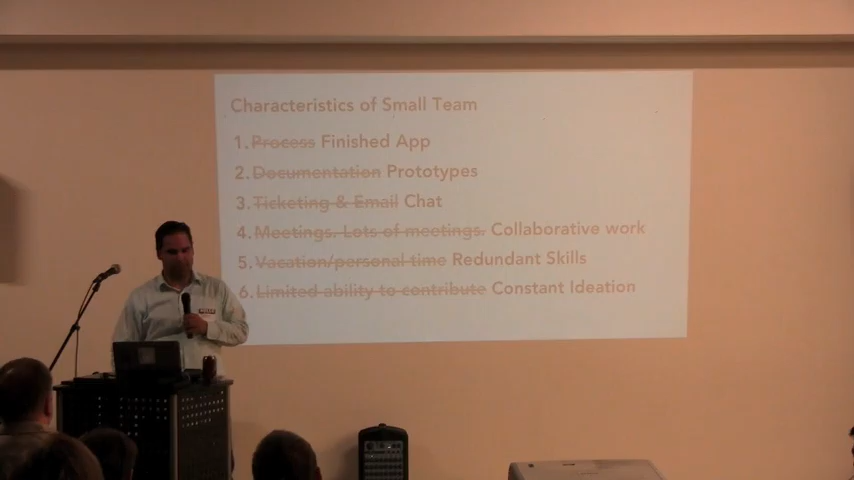 Characteristics of Small Team
1. Process Finished App
2. Documentation Prototypes
3. Ticketing & Email Chat
4. Meetings. Lots of meetings. Collaborative work
5. Vacation/personal time Redundant Skills
6. Limited ability to contribute Constant Ideation